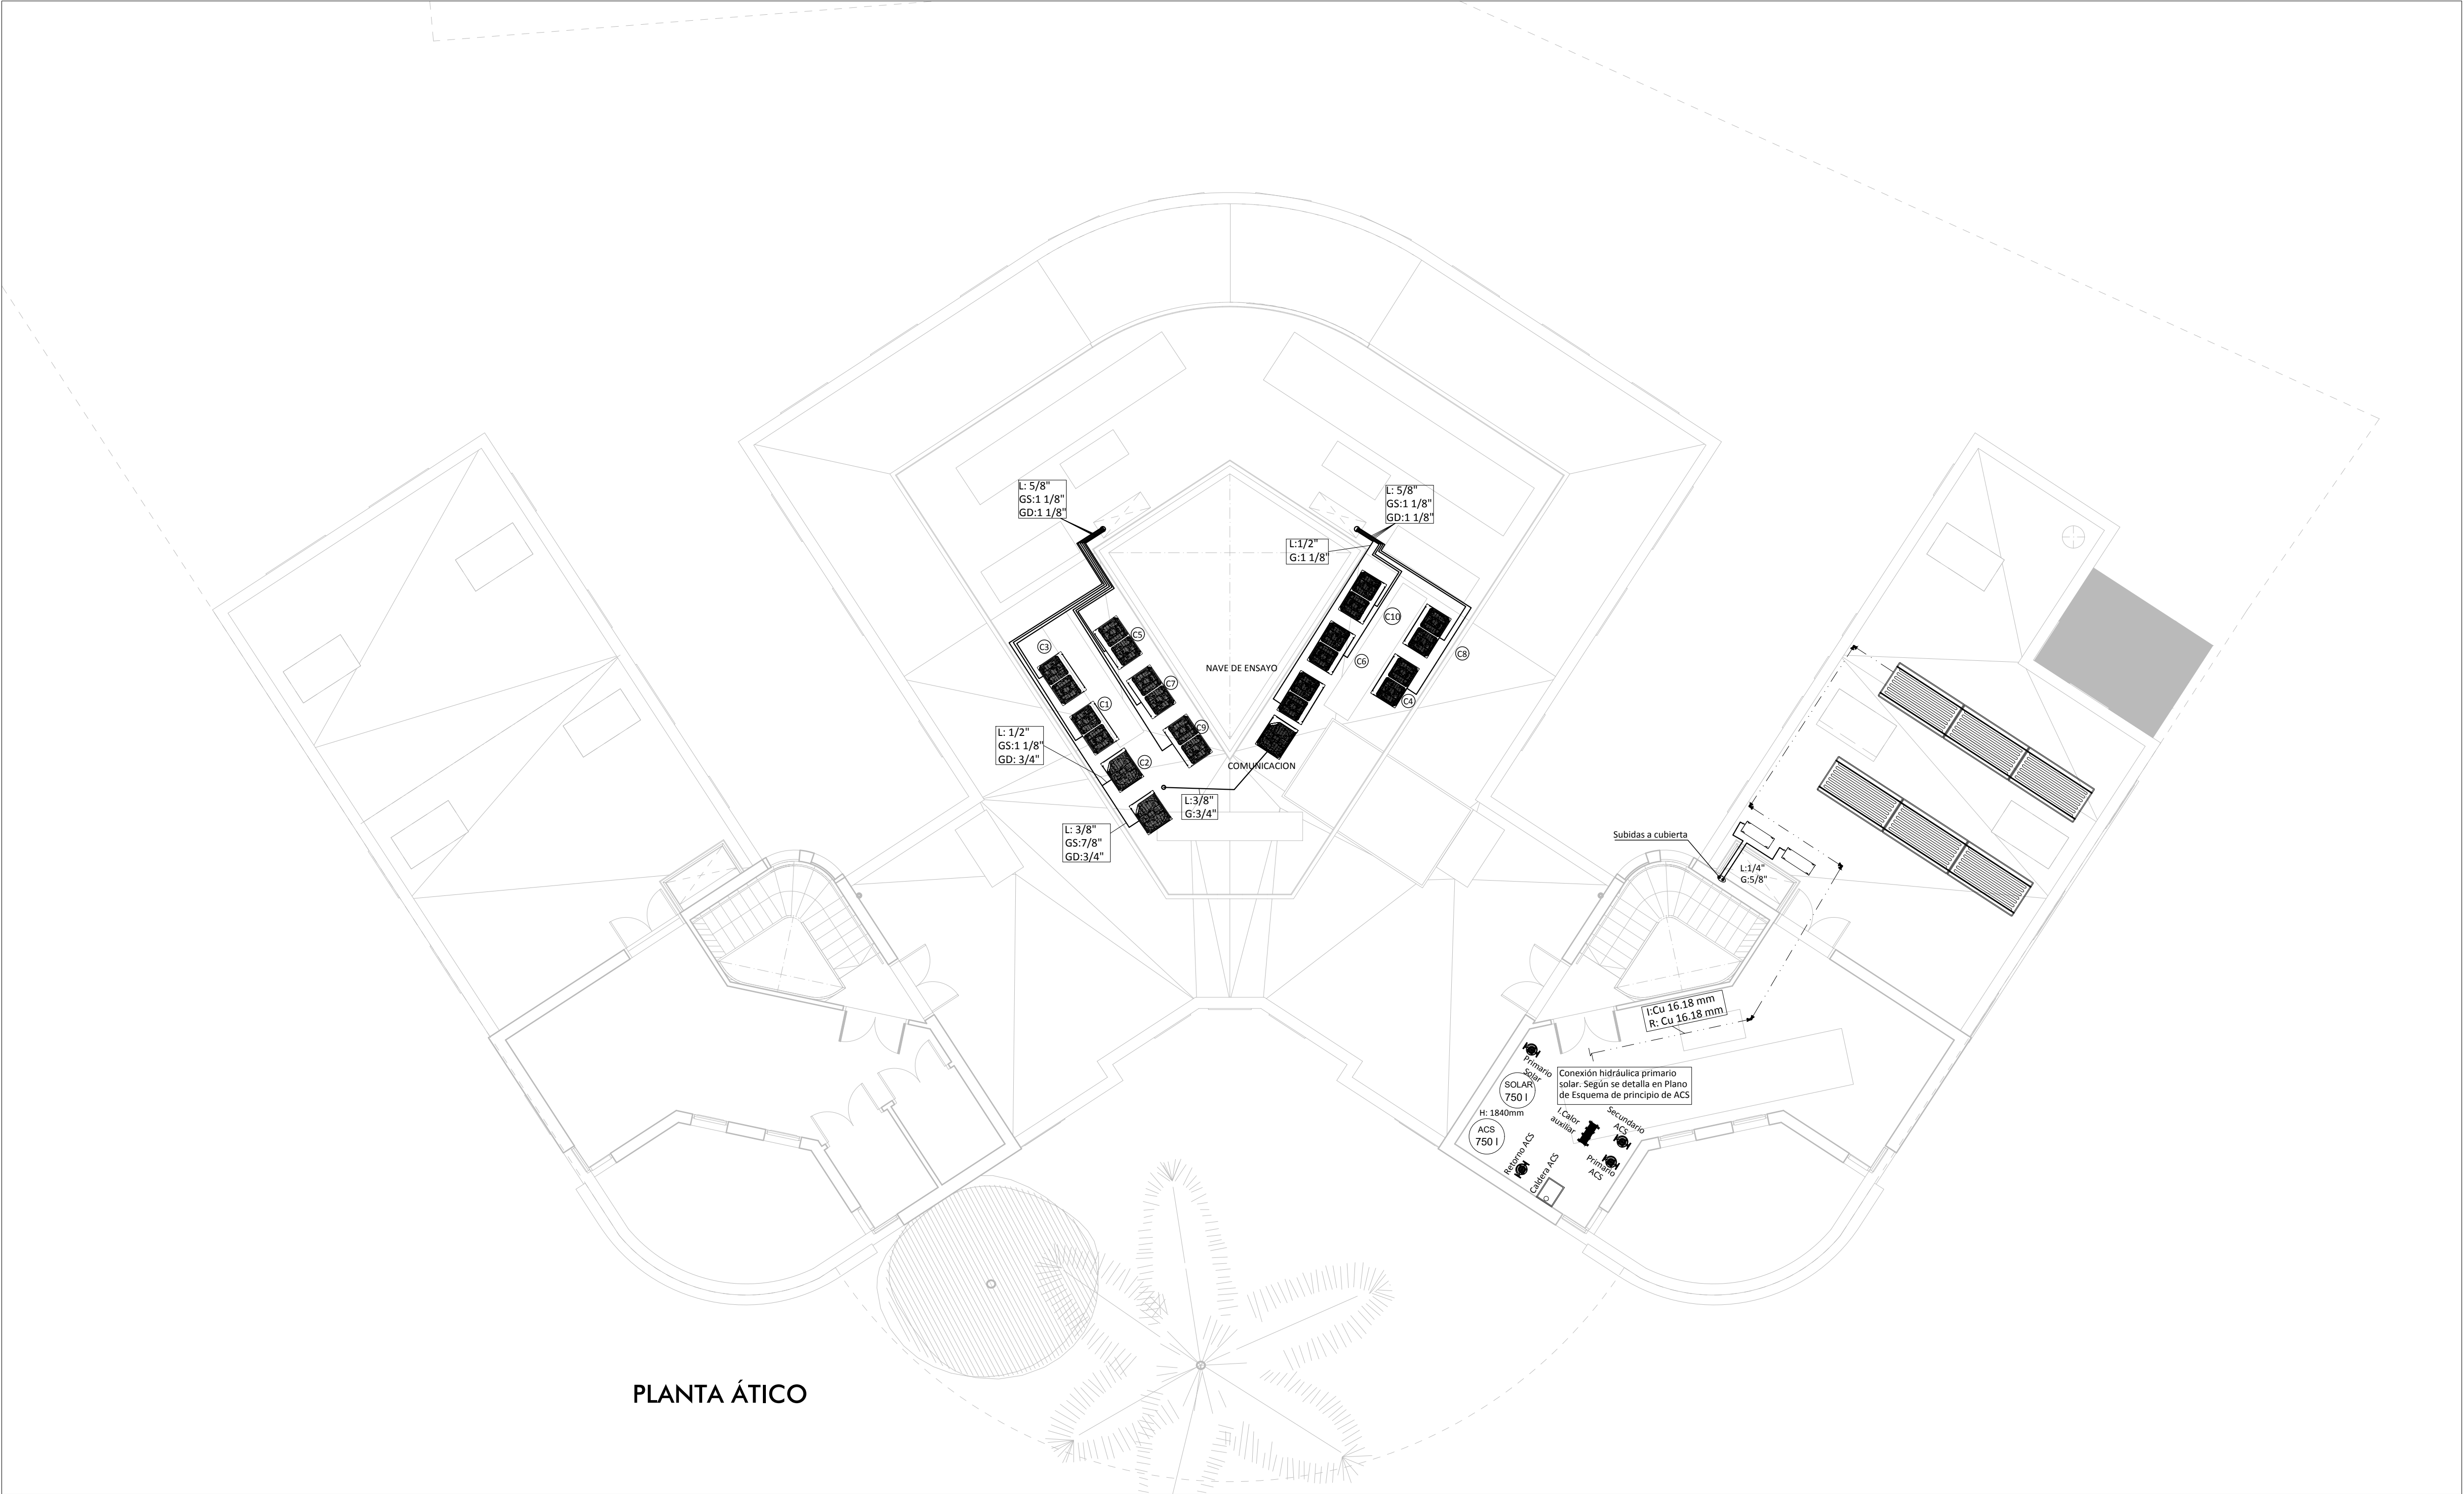 L: 5/8"
GS:1 1/8"
GD:1 1/8"
L: 5/8"
GS:1 1/8"
GD:1 1/8"
L:1/2"
G:1 1/8"
C10
C5
C3
C8
C6
NAVE DE ENSAYO
C7
C1
C4
C9
L: 1/2"
GS:1 1/8"
GD: 3/4"
C2
COMUNICACION
L:3/8"
G:3/4"
L: 3/8"
GS:7/8"
GD:3/4"
Subidas a cubierta
L:1/4"
G:5/8"
I:Cu 16.18 mm
R: Cu 16.18 mm
Primario
Solar
Conexión hidráulica primario
solar. Según se detalla en Plano
de Esquema de principio de ACS
SOLAR
750 l
H: 1840mm
ACS
750 l
I.Calor
auxiliar
Secundario
ACS
Retorno ACS
Caldera ACS
Primario
ACS
PLANTA ÁTICO